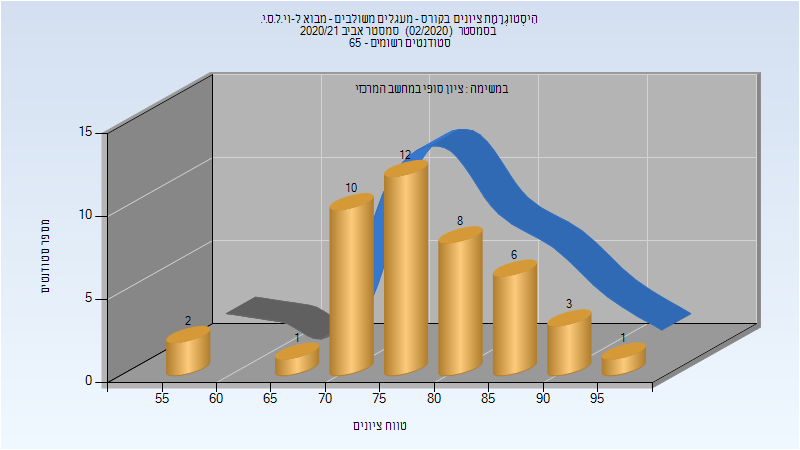 היסטוגרמת ציונים בקורס - מעגלים משולבים - מבוא ל-וי.ל.ס.י.
בסמסטר (02/2020) סמסטר אביב 2020/21
סטודנטים רשומים - 65
במשימה : ציון סופי במחשב המרכזי
מספר סטודנטים
15
10
5
0
2
1
10
12
8
6
3
1
55 60 65 70 75 80 85 90 95
טווח ציונים